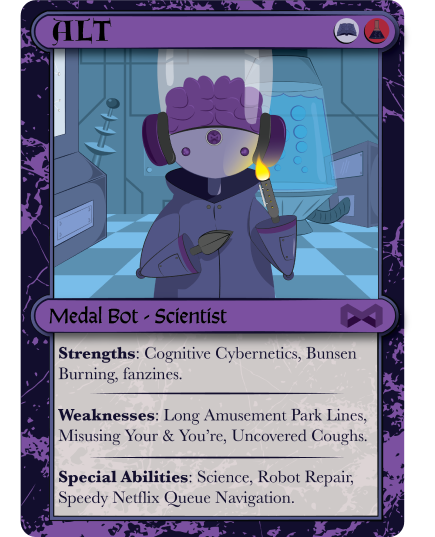 ALT
Medal Bot - Scientist
Strengths: Cognitive Cybernetics, Bunsen
Burning, fanzines.
Weaknesses: Long Amusement Park Lines,
Misusing Your & You're, Uncovered Coughs.
Special Abilities: Science, Robot Repair,
Speedy Netflix Queue Navigation.